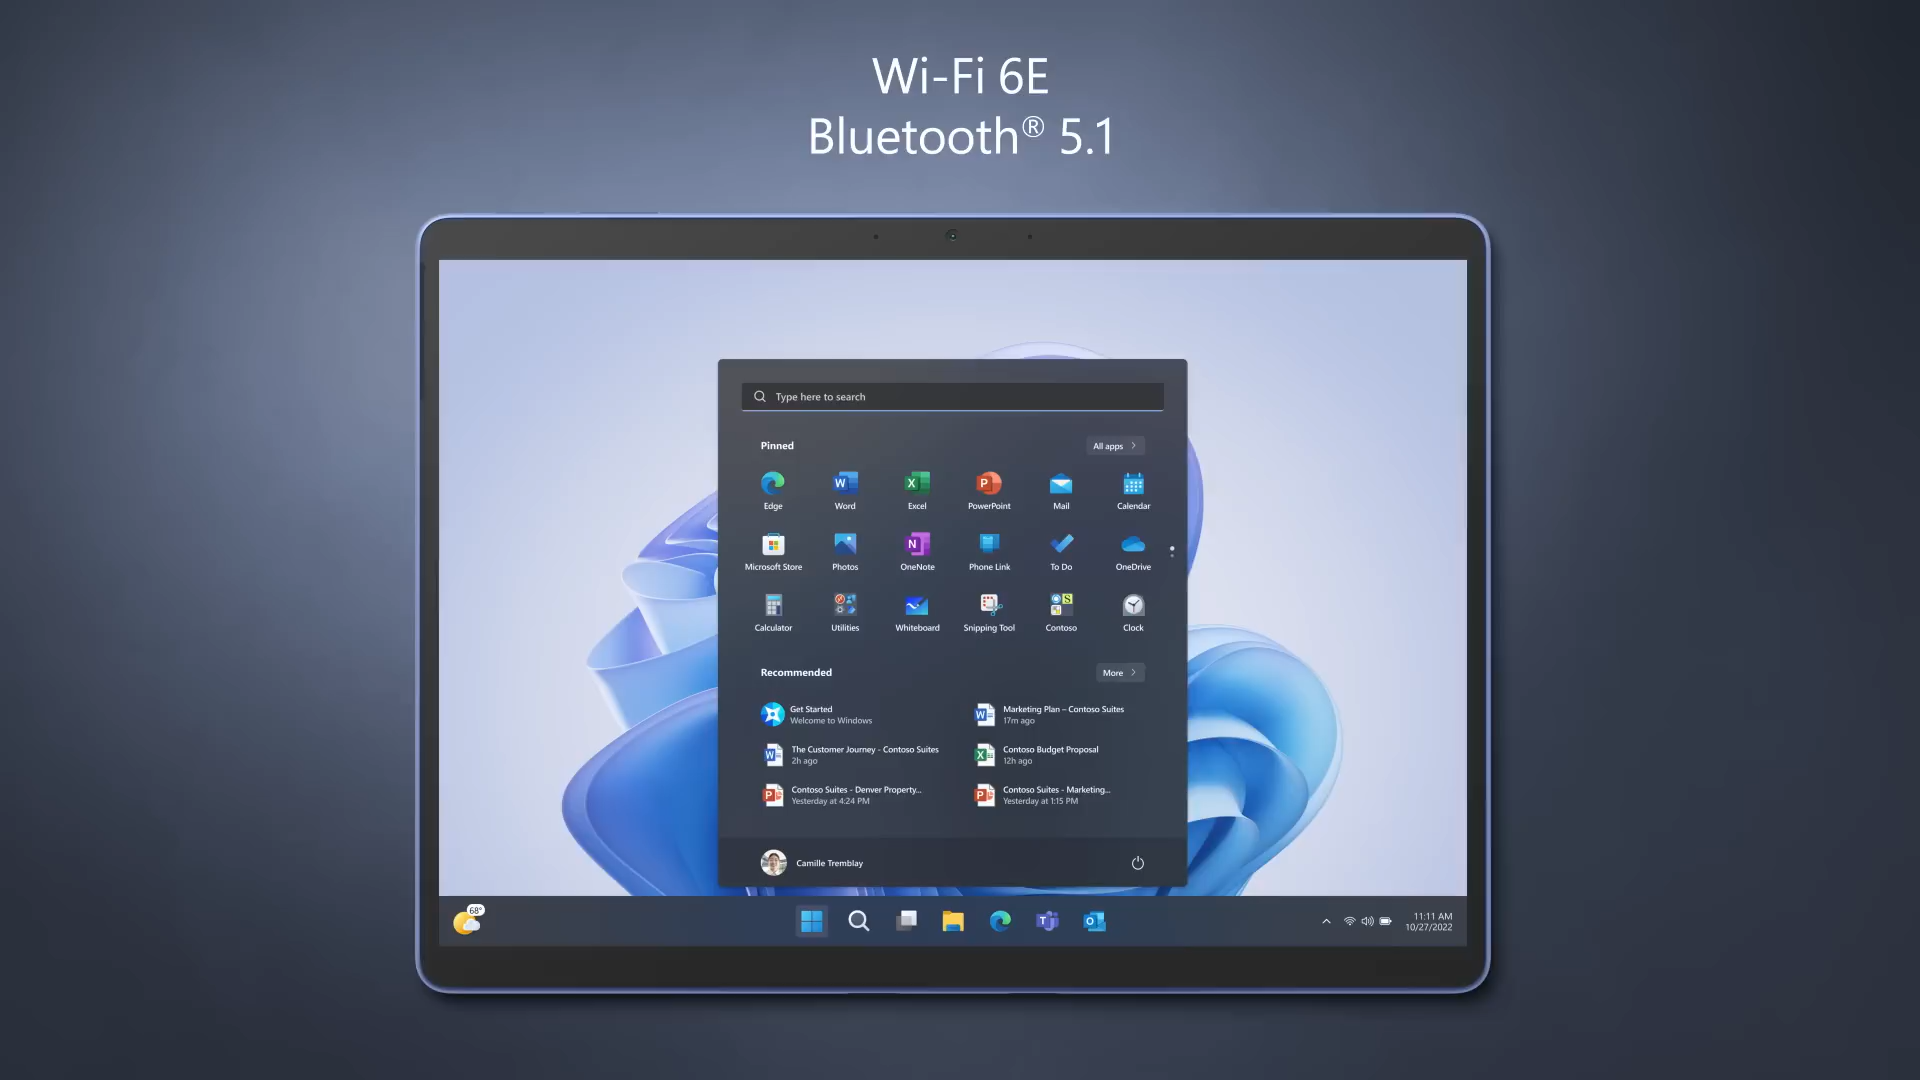 Wi-Fi 6E
Bluetooth® 5.1
Type here to search
Pinned
All apps
Edge
Word
Excel
PowerPoint
Mail
Calendar
Microsoft Store
Photos
OneNote
Phone Link
To Do
OneDrive
Calculator
Utilities
Whiteboard
Snipping Tool
Contoso
Clock
Recommended
More
Get Started
Welcome to Windows
Marketing Plan – Contoso Suites
17m ago
The Customer Journey - Contoso Suites
2h ago
Contoso Budget Proposal
12h ago
Contoso Suites - Denver Property...
Yesterday at 4:24 PM
Contoso Suites - Marketing...
Yesterday at 1:15 PM
Camille Tremblay
68°
11:11 AM
10/27/2022